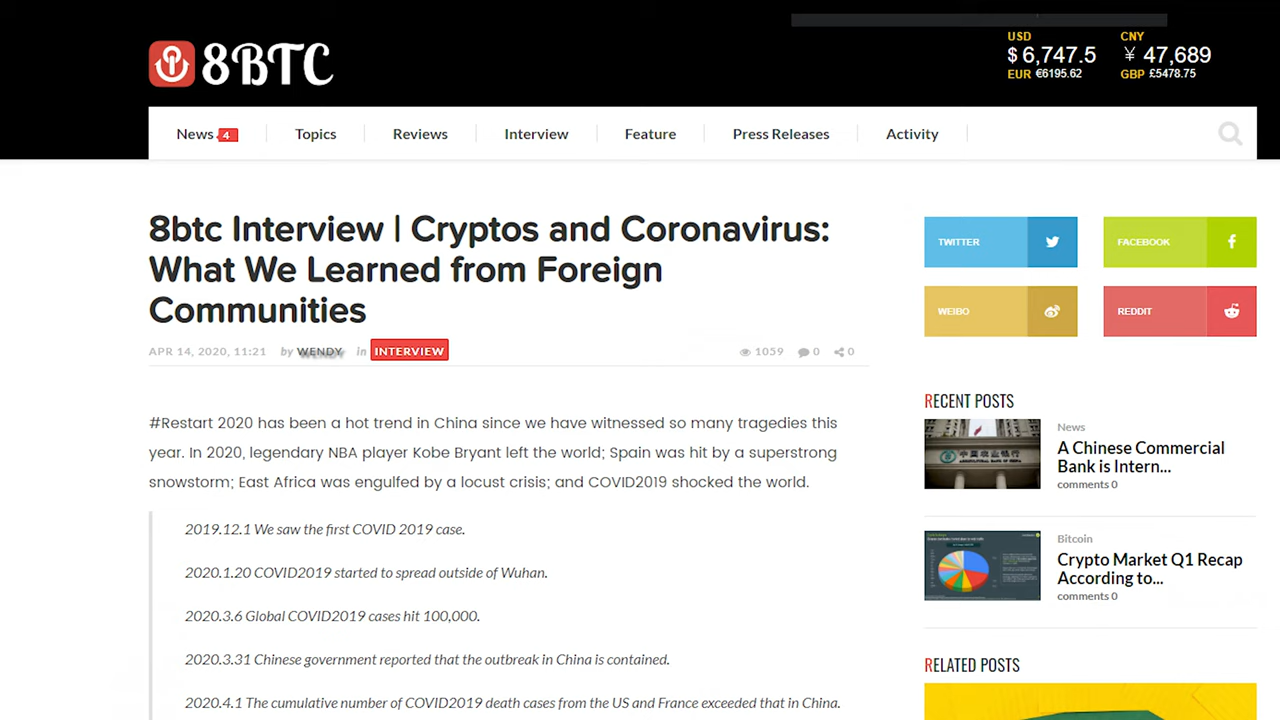 8BTC
USD
$ 6,747.5
EUR €6195.62
CNY
¥ 47,689
GBP £5478.75
News 4
Topics
Reviews
Interview
Feature
Press Releases
Activity
8btc Interview | Cryptos and Coronavirus:
What We Learned from Foreign
Communities
APR 14, 2020, 11:21 by WENDY in INTERVIEW
1059 0 0
#Restart 2020 has been a hot trend in China since we have witnessed so many tragedies this
year. In 2020, legendary NBA player Kobe Bryant left the world; Spain was hit by a superstrong
snowstorm; East Africa was engulfed by a locust crisis; and COVID2019 shocked the world.
2019.12.1 We saw the first COVID 2019 case.
2020.1.20 COVID2019 started to spread outside of Wuhan.
2020.3.6 Global COVID2019 cases hit 100,000.
2020.3.31 Chinese government reported that the outbreak in China is contained.
2020.4.1 The cumulative number of COVID2019 death cases from the US and France exceeded that in China.
TWITTER
FACEBOOK
WEIBO
REDDIT
RECENT POSTS
News
A Chinese Commercial
Bank is Intern...
comments 0
中国农业银行
Bitcoin
Crypto Market Q1 Recap
According to...
comments 0
RELATED POSTS